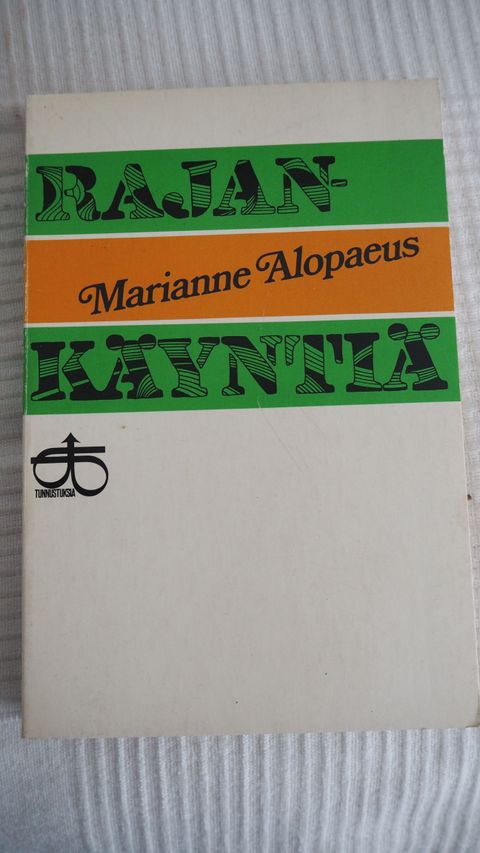 RAJAN-
Marianne Alopaeus
KÄYNTIÄ
TUNNUSTUKSIA